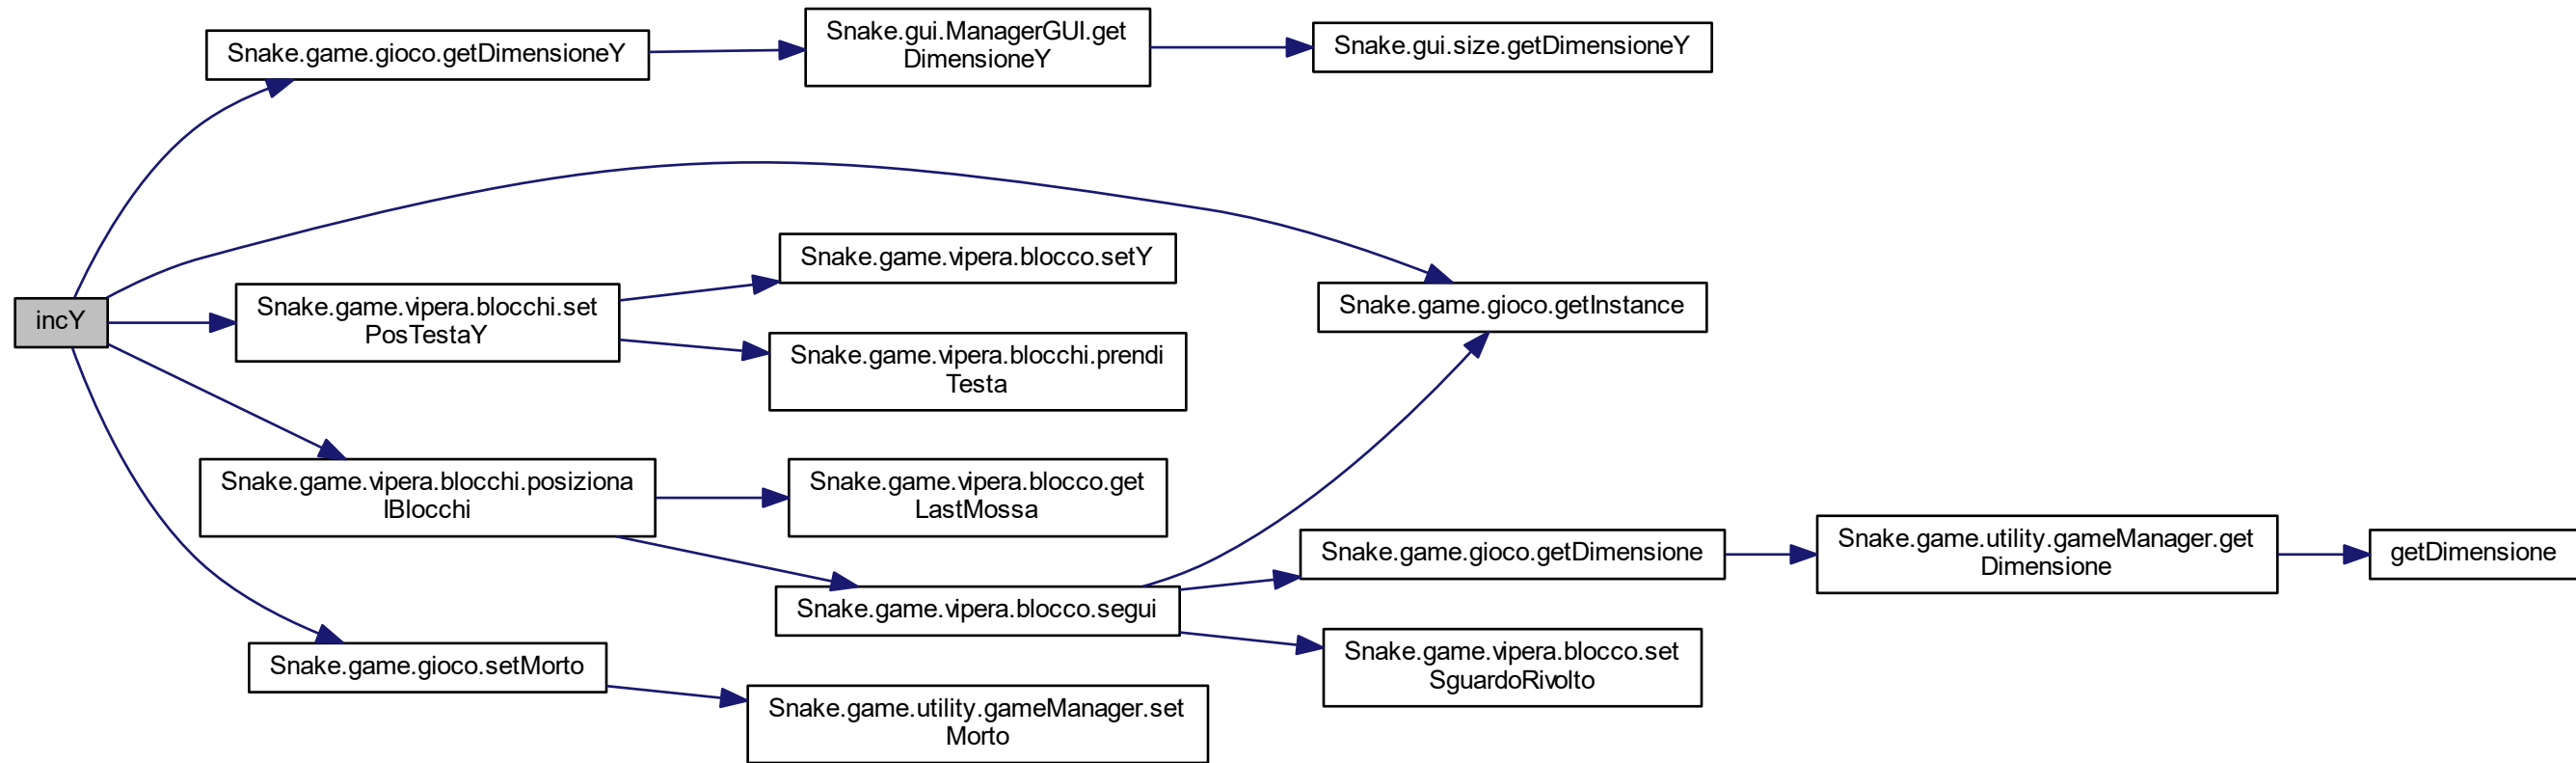 Snake.game.gioco.getDimensioneY
Snake.gui.ManagerGUI.get
DimensioneY
Snake.gui.size.getDimensioneY
incY
Snake.game.vipera.blocchi.set
PosTestaY
Snake.game.vipera.blocco.setY
Snake.game.vipera.blocchi.prendi
Testa
Snake.game.gioco.getInstance
Snake.game.vipera.blocchi.posiziona
IBlocchi
Snake.game.vipera.blocco.get
LastMossa
Snake.game.vipera.blocco.segui
Snake.game.gioco.getDimensione
Snake.game.utility.gameManager.get
Dimensione
getDimensione
Snake.game.vipera.blocco.set
SguardoRivolto
Snake.game.gioco.setMorto
Snake.game.utility.gameManager.set
Morto